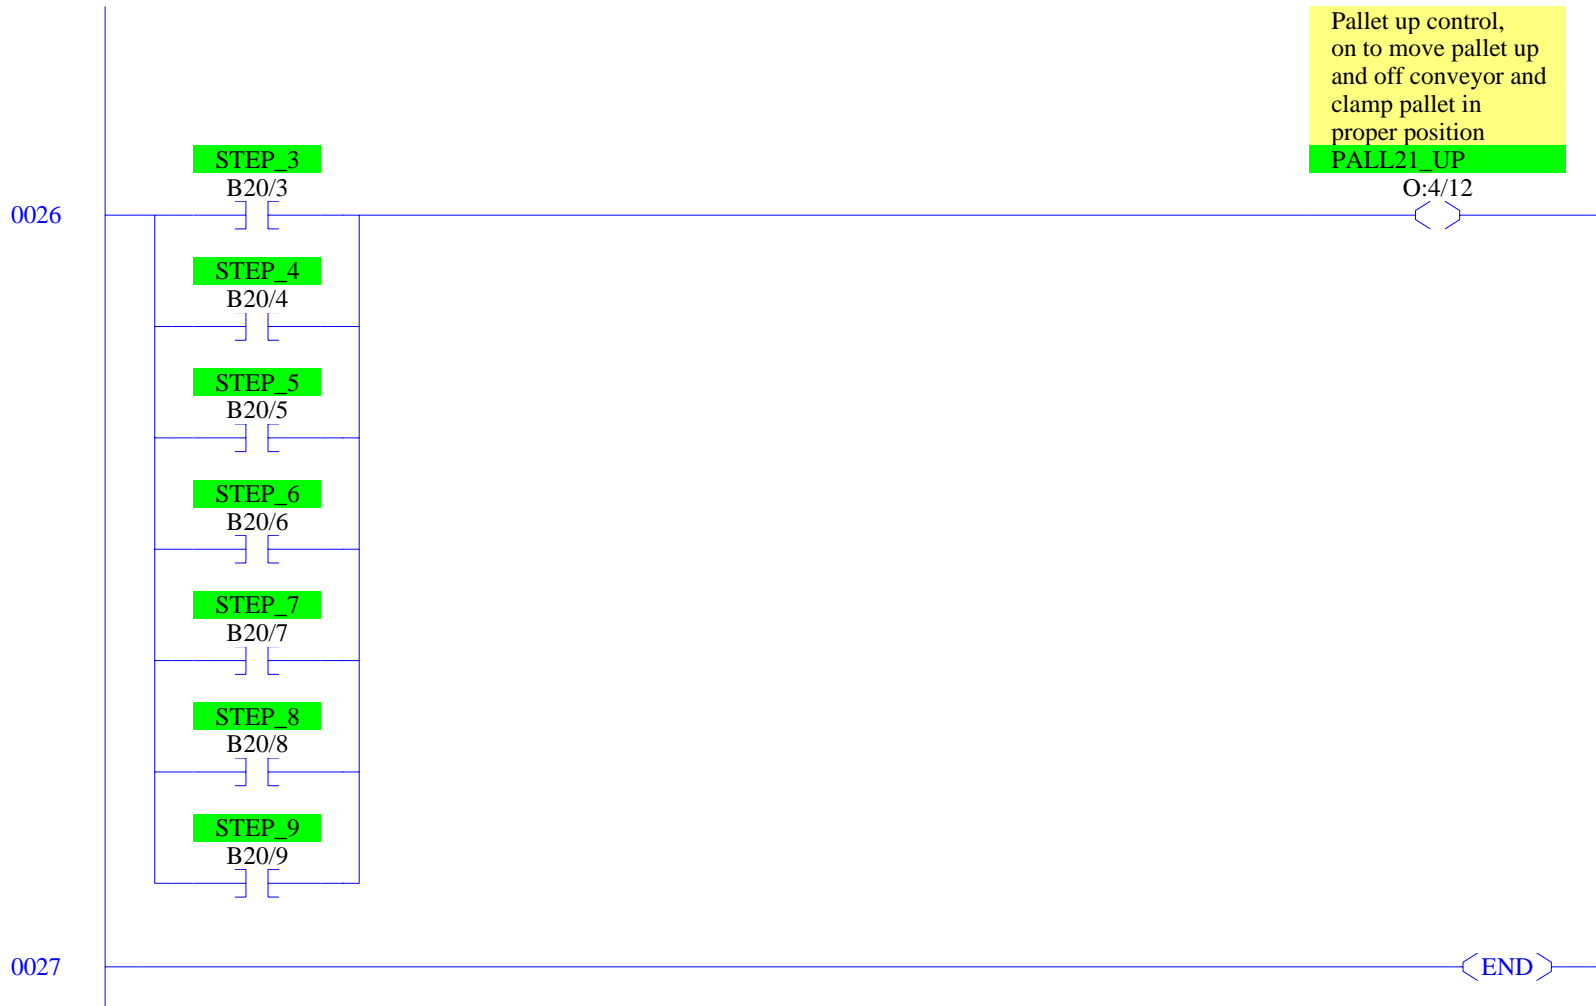 Pallet up control,
on to move pallet up
and off conveyor and
clamp pallet in
proper position
PALL21_UP
O:4/12
STEP_3
B20/3
0026
STEP_4
B20/4
STEP_5
B20/5
STEP_6
B20/6
STEP_7
B20/7
STEP_8
B20/8
STEP_9
B20/9
0027
END